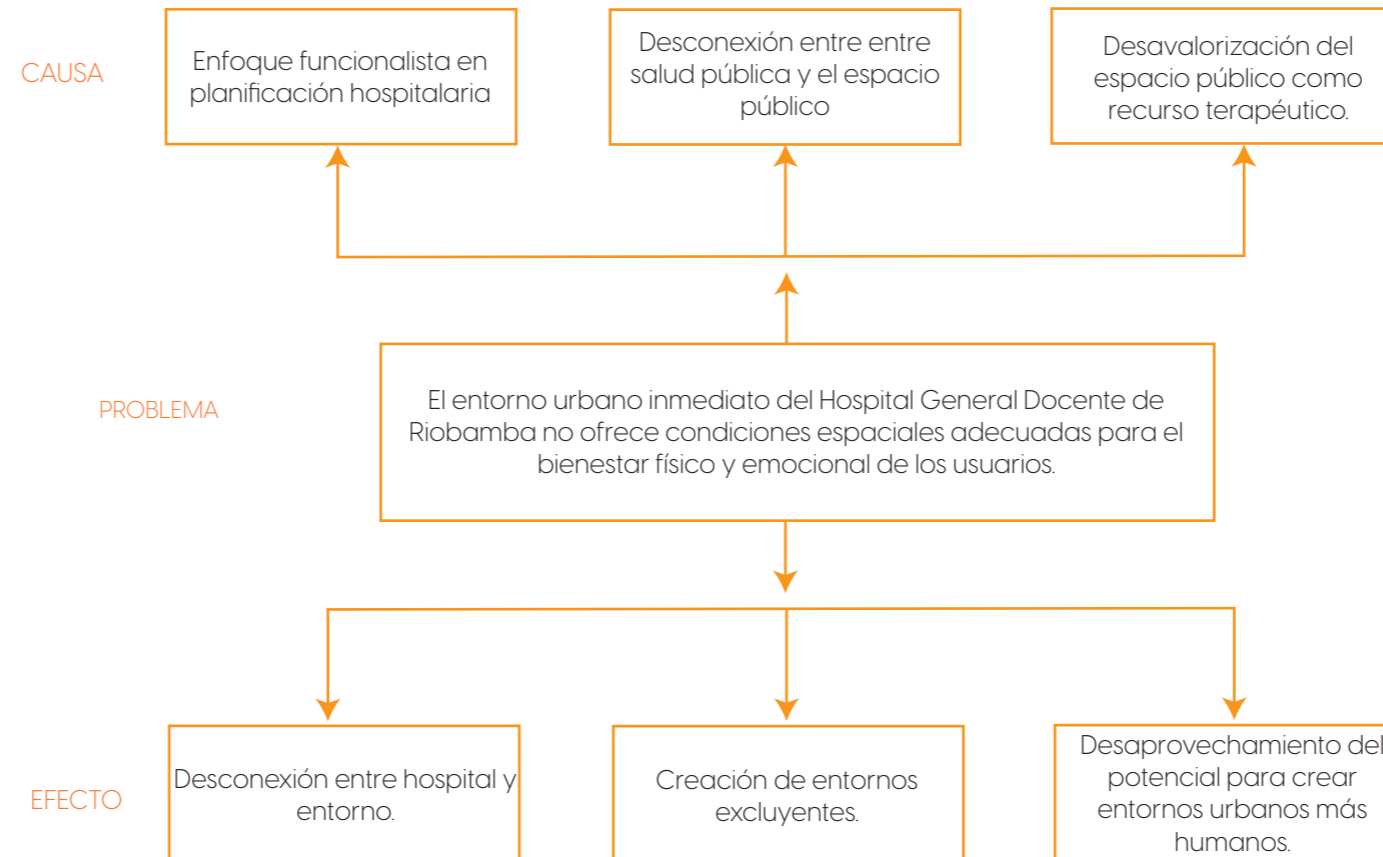 CAUSA
Enfoque funcionalista en
planificación hospitalaria
Desconexión entre entre
salud pública y el espacio
público
Desavalorización del
espacio público como
recurso terapéutico.
PROBLEMA
El entorno urbano inmediato del Hospital General Docente de
Riobamba no ofrece condiciones espaciales adecuadas para el
bienestar físico y emocional de los usuarios.
EFECTO
Desconexión entre hospital y
entorno.
Creación de entornos
excluyentes.
Desaprovechamiento del
potencial para crear
entornos urbanos más
humanos.